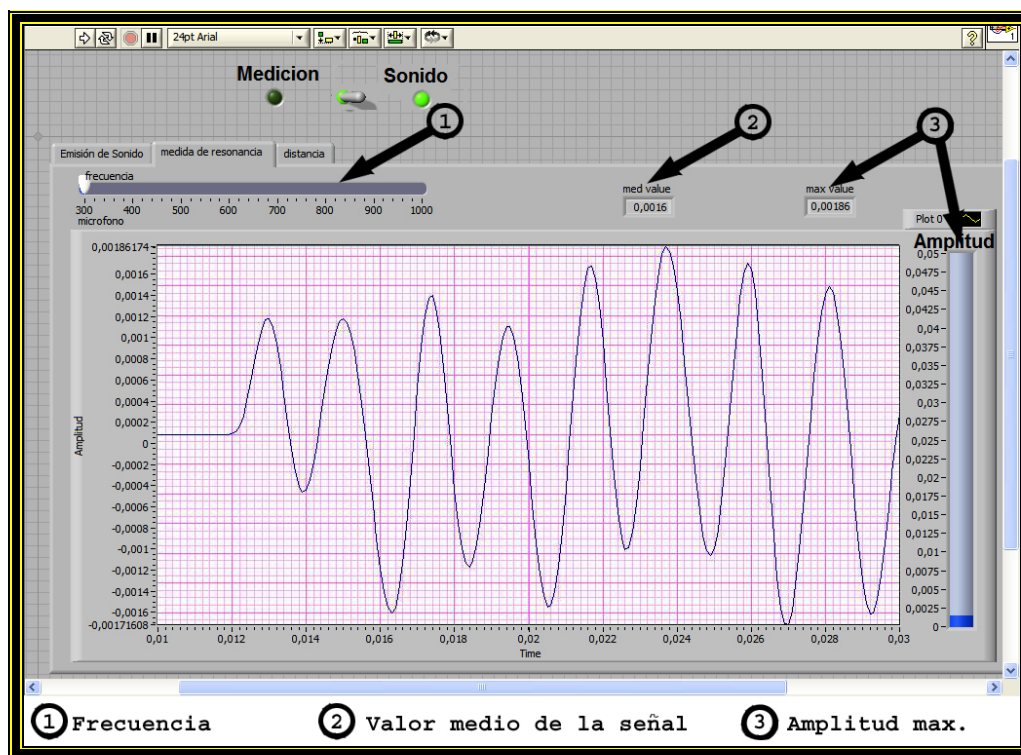 24pt Arial
?
1
Medicion
Sonido
1
2
3
Emisión de Sonido
medida de resonancia
distancia
frecuencia
300 400 500 600 700 800 900 1000
microfono
med value
0,0016
max value
0,00186
Plot 0
Amplitud
0,00186174
0,0016
0,0014
0,0012
0,001
0,0008
0,0006
0,0004
0,0002
0
-0,0002
-0,0004
-0,0006
-0,0008
-0,001
-0,0012
-0,0014
-0,0016
-0,00171608
Amplitud
0,01 0,012 0,014 0,016 0,018 0,02 0,022 0,024 0,026 0,028 0,03
Time
0,05
0,0475
0,045
0,0425
0,04
0,0375
0,035
0,0325
0,03
0,0275
0,025
0,0225
0,02
0,0175
0,015
0,0125
0,01
0,0075
0,005
0,0025
0
1 Frecuencia
2 Valor medio de la señal
3 Amplitud max.